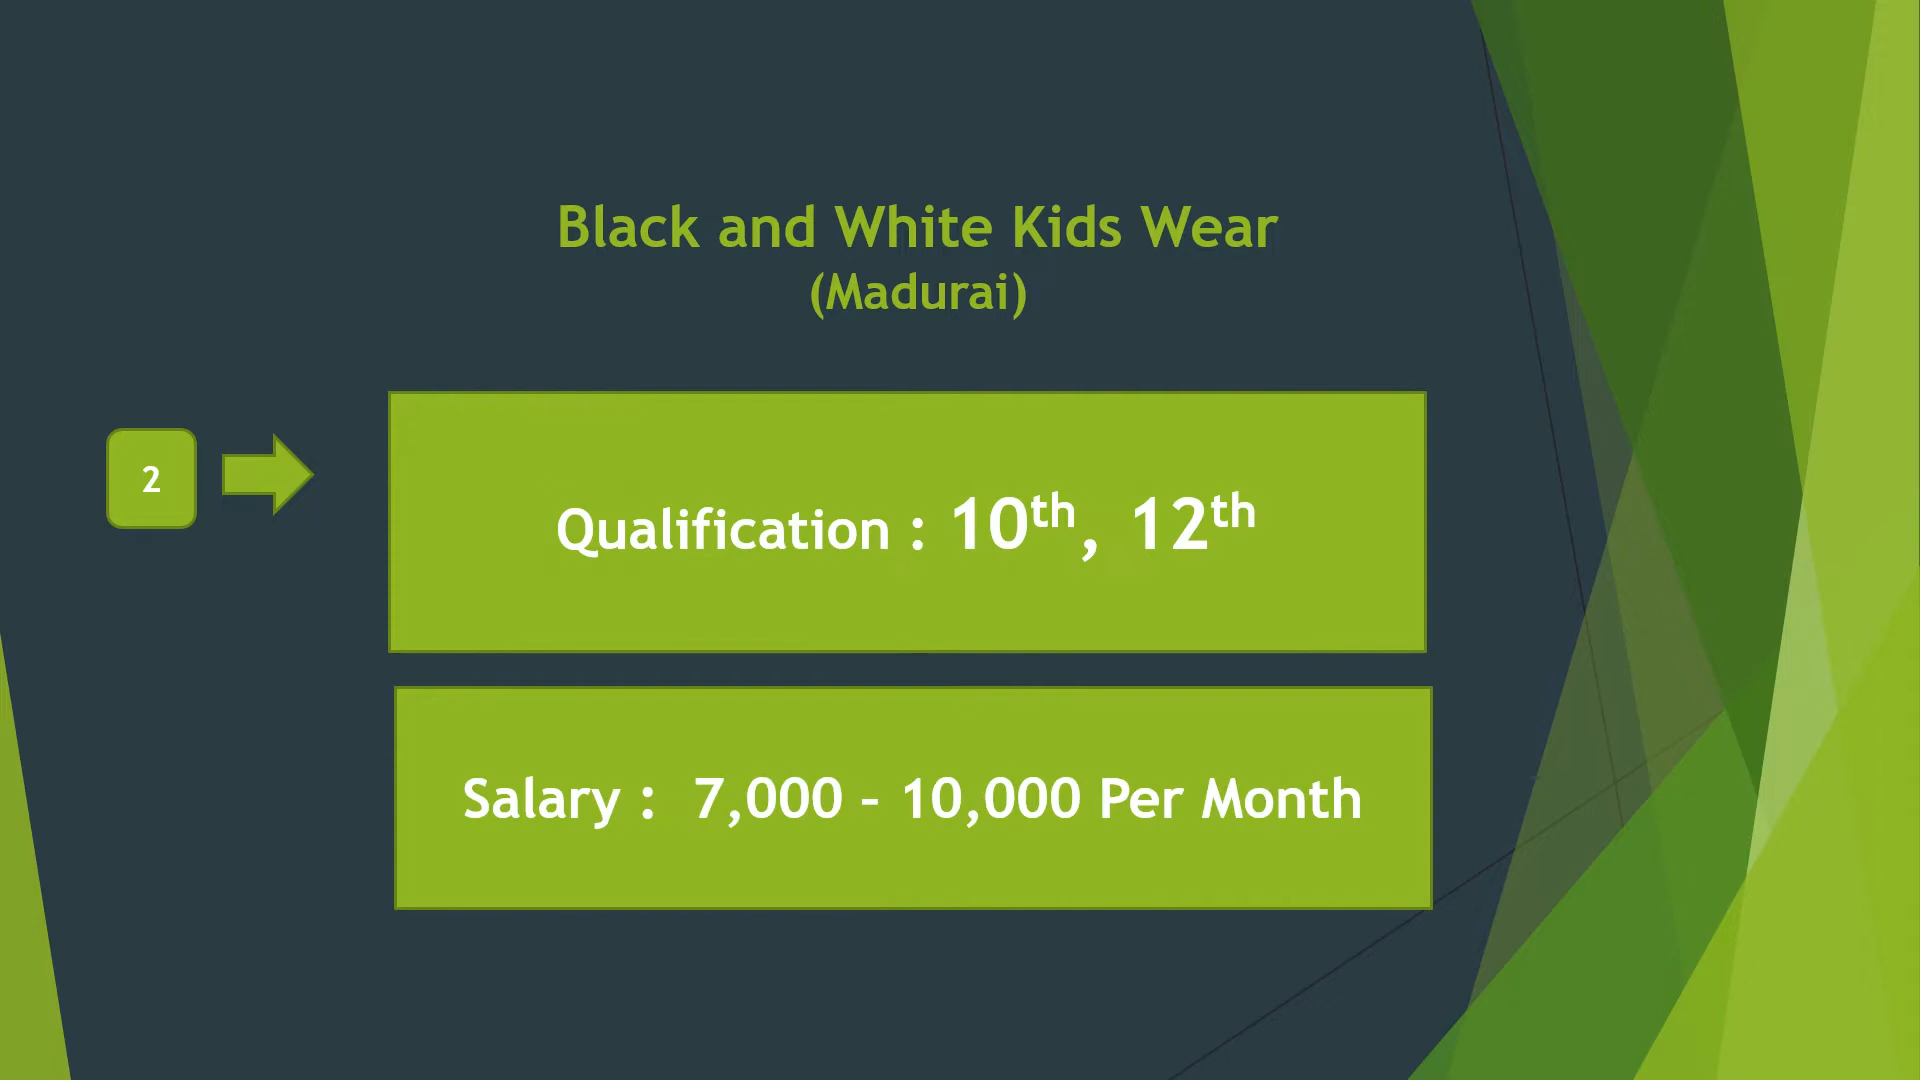 Black and White Kids Wear
(Madurai)
2
Qualification : 10th, 12th
Salary :  7,000 – 10,000 Per Month